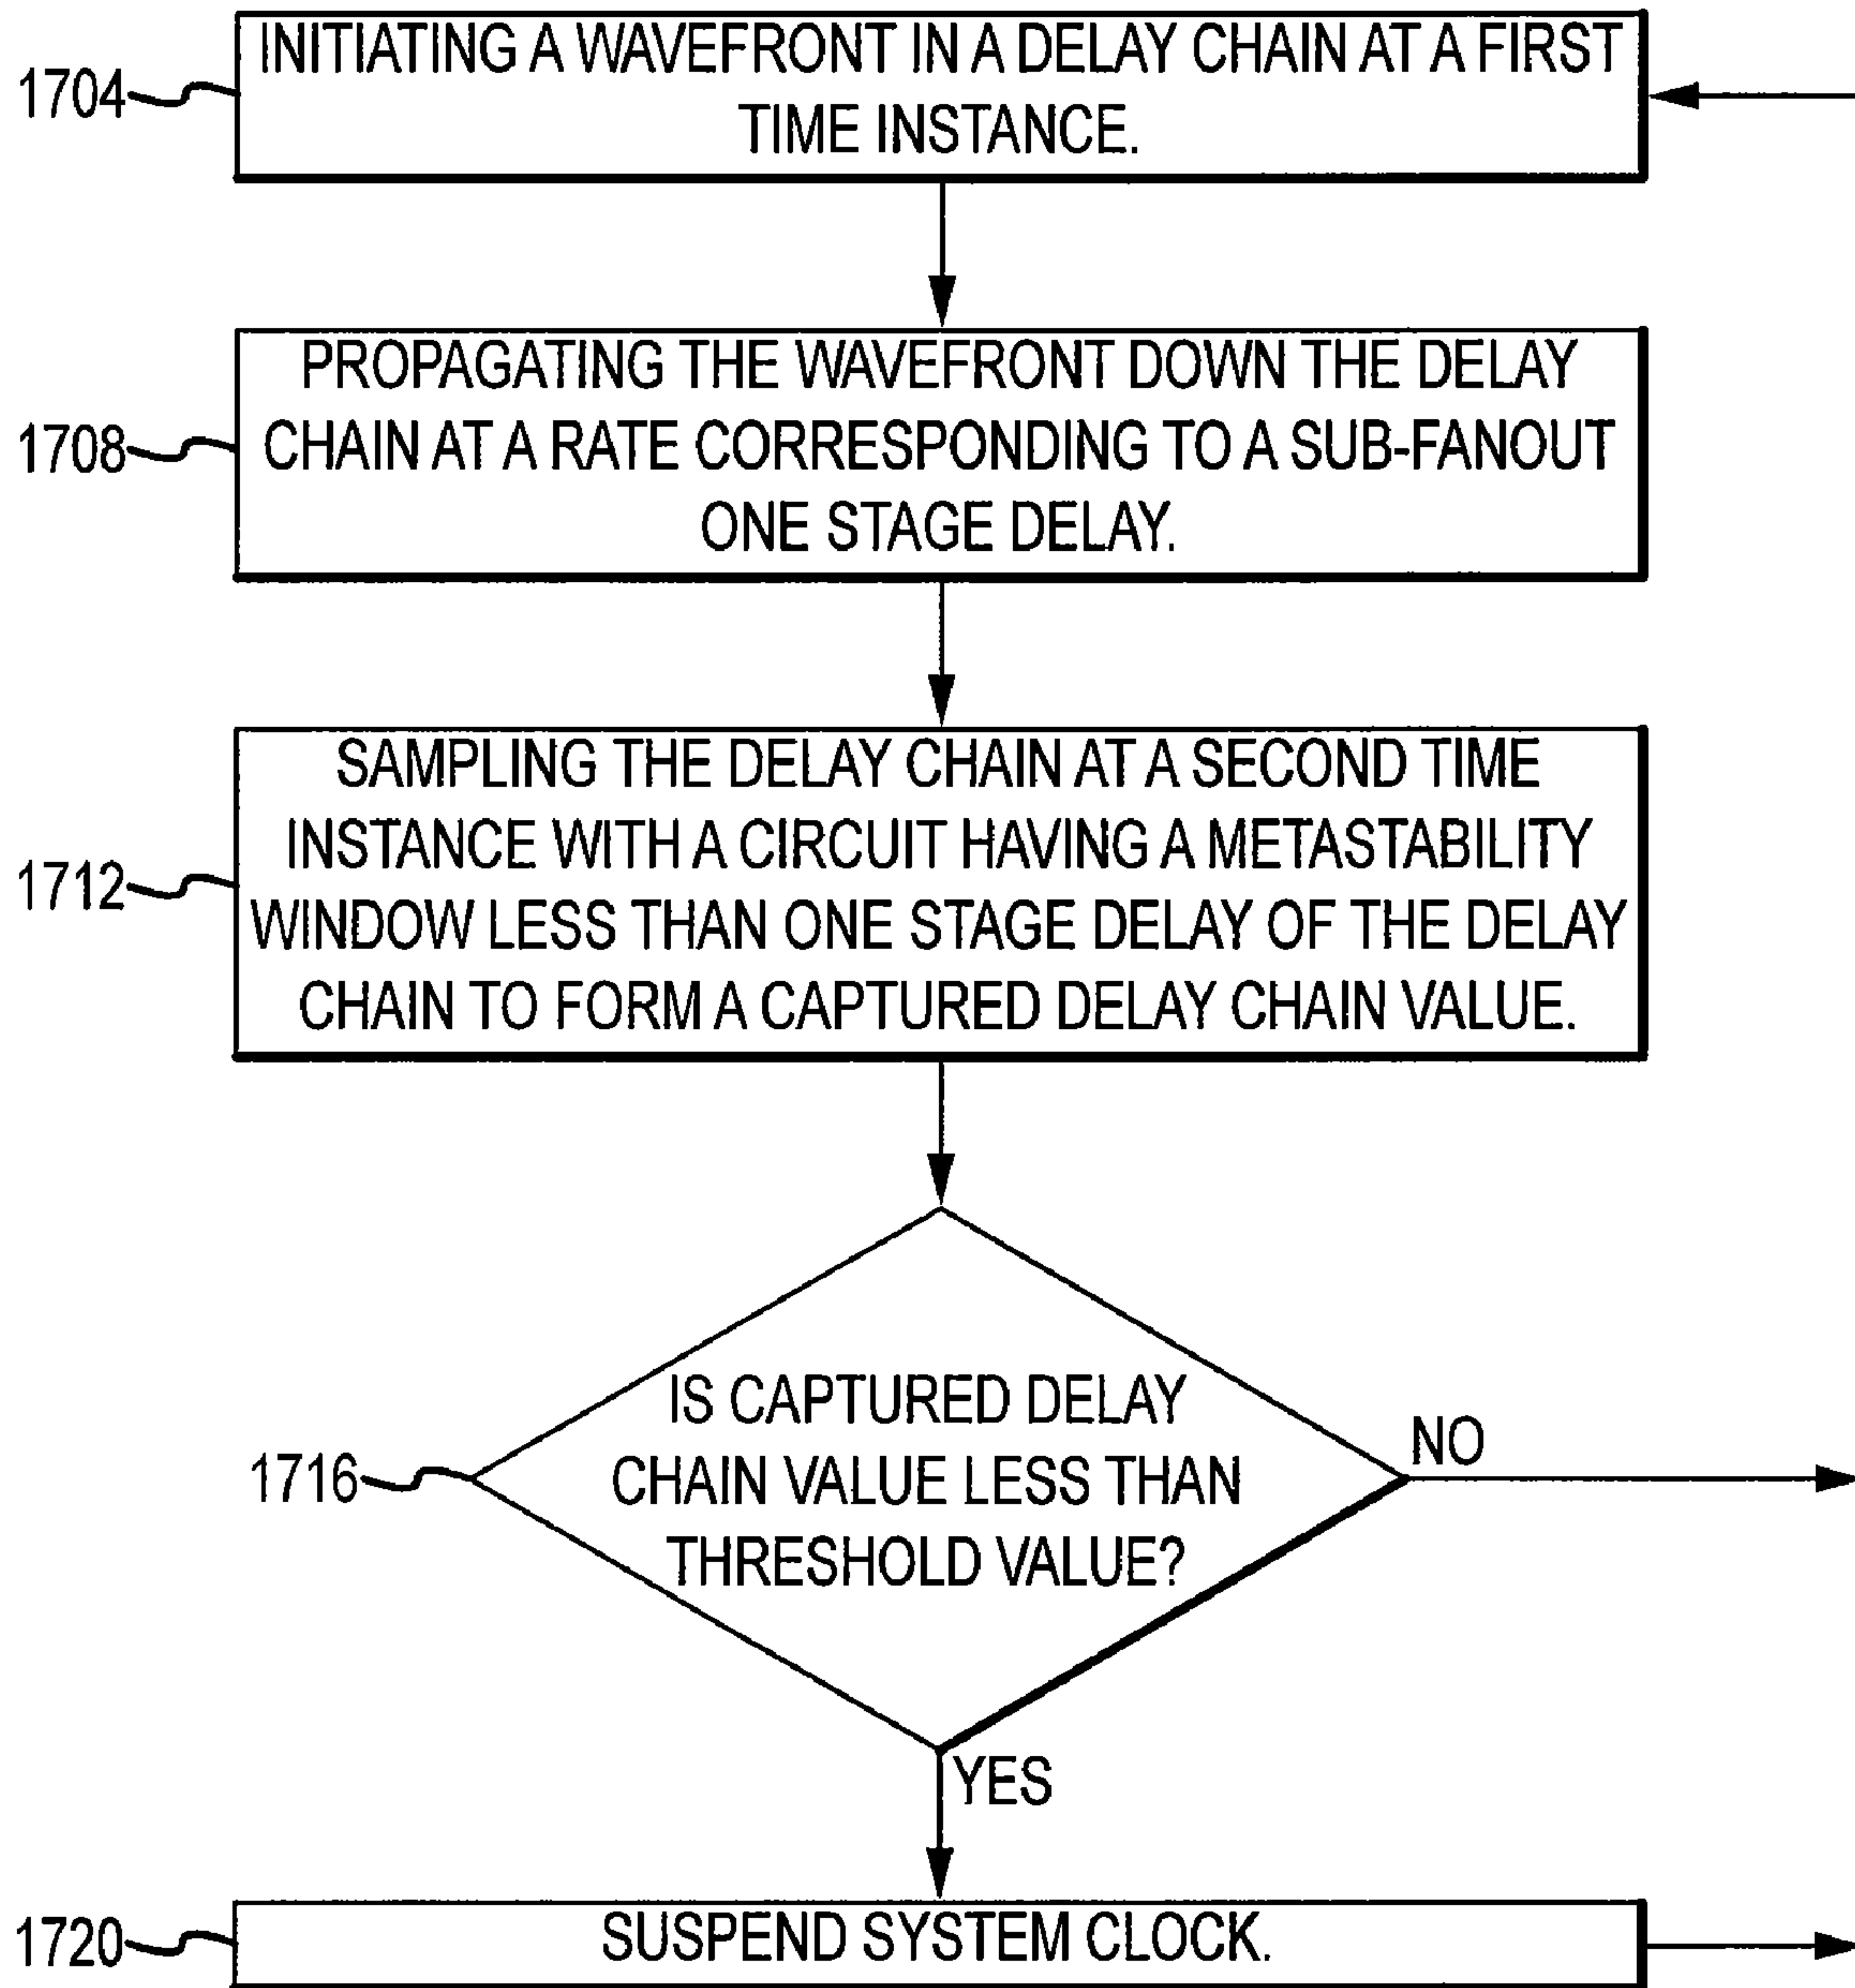 1704
INITIATING A WAVEFRONT IN A DELAY CHAIN AT A FIRST
TIME INSTANCE.
1708
PROPAGATING THE WAVEFRONT DOWN THE DELAY
CHAIN AT A RATE CORRESPONDING TO A SUB-FANOUT
ONE STAGE DELAY.
1712
SAMPLING THE DELAY CHAIN AT A SECOND TIME
INSTANCE WITH A CIRCUIT HAVING A METASTABILITY
WINDOW LESS THAN ONE STAGE DELAY OF THE DELAY
CHAIN TO FORM A CAPTURED DELAY CHAIN VALUE.
1716
IS CAPTURED DELAY
CHAIN VALUE LESS THAN
THRESHOLD VALUE?
NO
YES
1720
SUSPEND SYSTEM CLOCK.